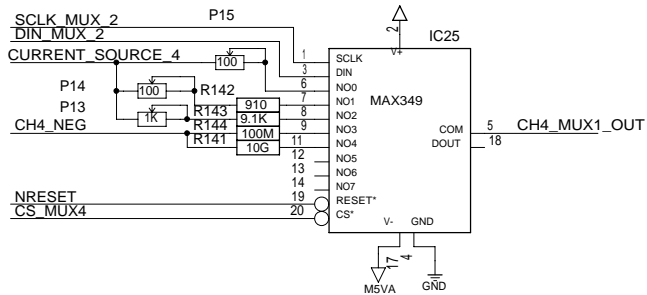 P15
SCLK_MUX_2
DIN_MUX_2
CURRENT_SOURCE_4
2
V+
IC25
100
1 SCLK
3 DIN
6 NO0
P14
100
R142
910
7 NO1
MAX349
P13
1K
R143
9.1K
8 NO2
CH4_NEG
R144
100M
9 NO3
COM 5 CH4_MUX1_OUT
R141
10G
11 NO4
DOUT 18
12 NO5
13 NO6
14 NO7
NRESET
19 RESET*
CS_MUX4
20 CS*
V- GND
17 4
M5VA
GND